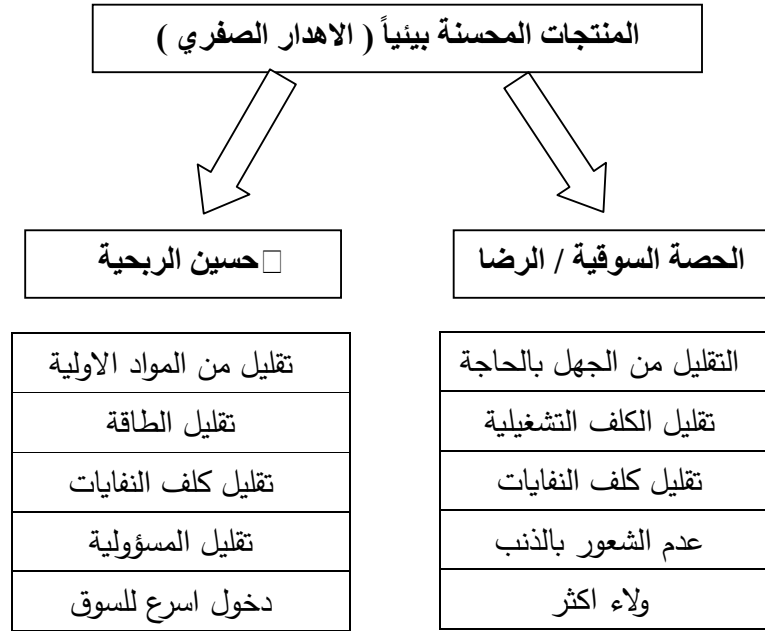 المنتجات المحسنة بيئياً ( الاهدار الصفري )
الحصة السوقية / الرضا
التقليل من الجهل بالحاجة
تقليل الكلف التشغيلية
تقليل كلف النفايات
عدم الشعور بالذنب
ولاء اكثر
□حسين الربحية
تقليل من المواد الاولية
تقليل الطاقة
تقليل كلف النفايات
تقليل المسؤولية
دخول اسرع للسوق